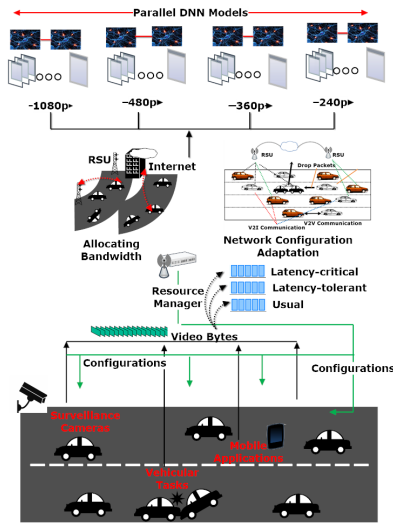 Parallel DNN Models
-1080p
-480p
-360p
-240p
RSU
Internet
RSU
RSU
Drop Packets
V2I Communication
V2V Communication
Allocating
Bandwidth
Network Configuration
Adaptation
Resource
Manager
Latency-critical
Latency-tolerant
Usual
Video Bytes
Configurations
Configurations
Surveillance
Cameras
Mobile
Applications
Vehicular
Tasks